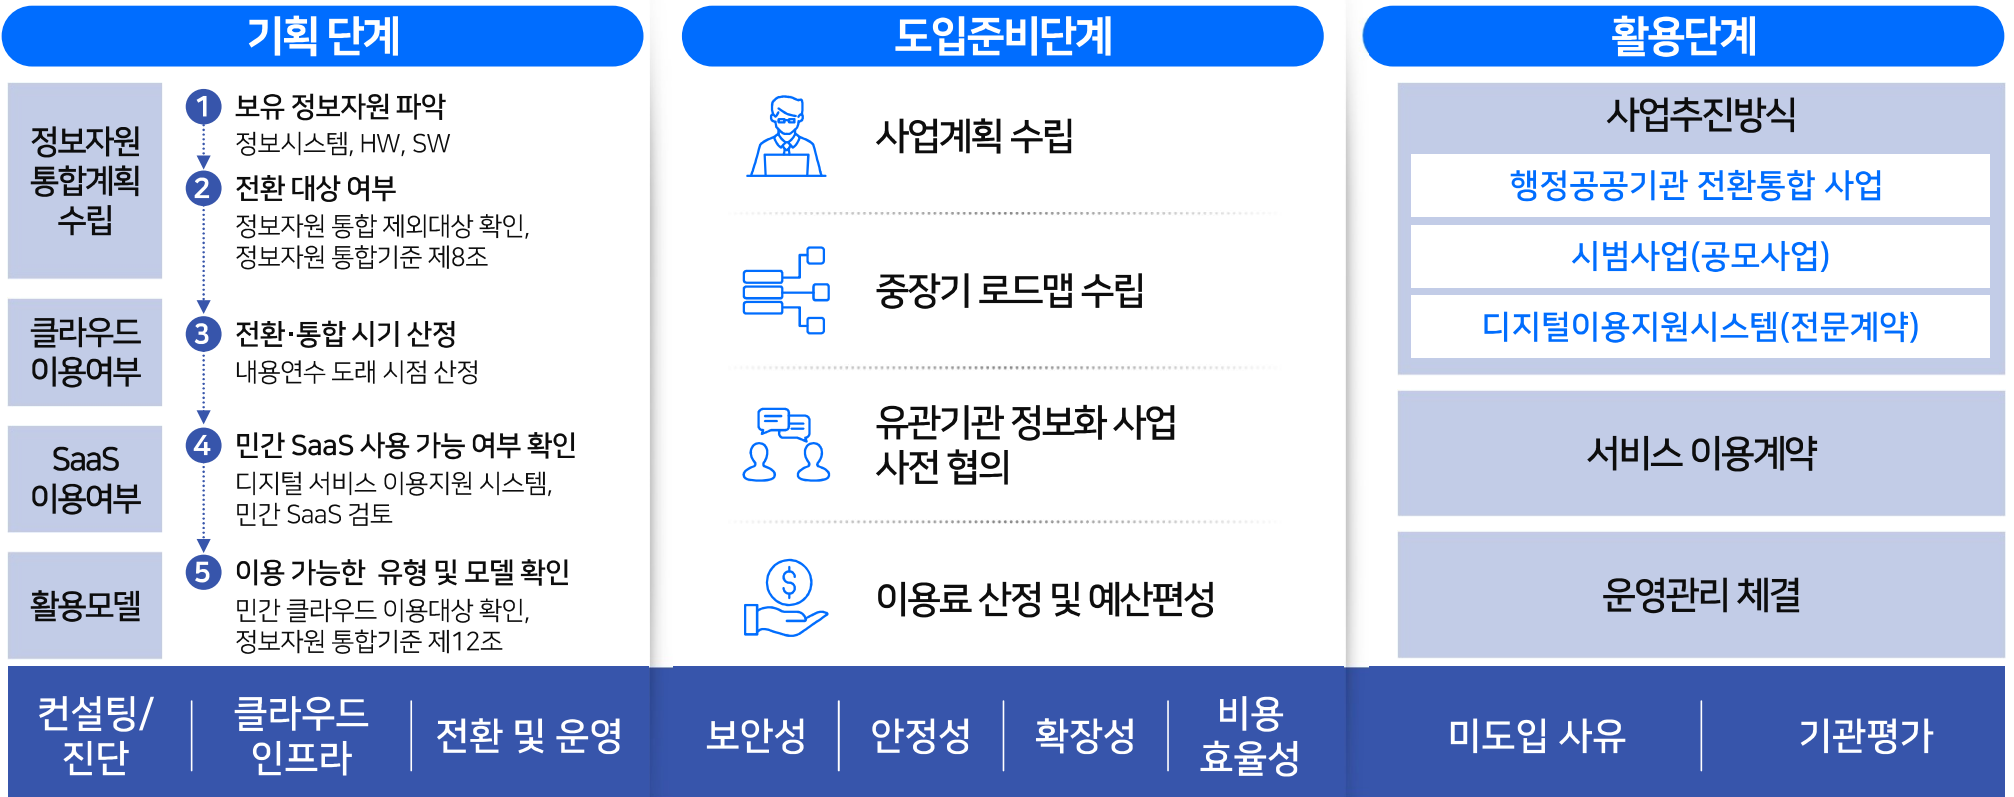 기획 단계
정보자원
통합계획
수립
1 보유 정보자원 파악
정보시스템, HW, SW
2 전환 대상 여부
정보자원 통합 제외대상 확인,
정보자원 통합기준 제8조
클라우드
이용여부
3 전환·통합 시기 산정
내용연수 도래 시점 산정
SaaS
이용여부
4 민간 SaaS 사용 가능 여부 확인
디지털 서비스 이용지원 시스템,
민간 SaaS 검토
활용모델
5 이용 가능한 유형 및 모델 확인
민간 클라우드 이용대상 확인,
정보자원 통합기준 제12조
컨설팅/
진단
클라우드
인프라
전환 및 운영
도입준비단계
사업계획 수립
중장기 로드맵 수립
유관기관 정보화 사업
사전 협의
$
이용료 산정 및 예산편성
보안성
안정성
확장성
비용
효율성
활용단계
사업추진방식
행정공공기관 전환통합 사업
시범사업(공모사업)
디지털이용지원시스템(전문계약)
서비스 이용계약
운영관리 체결
미도입 사유
기관평가